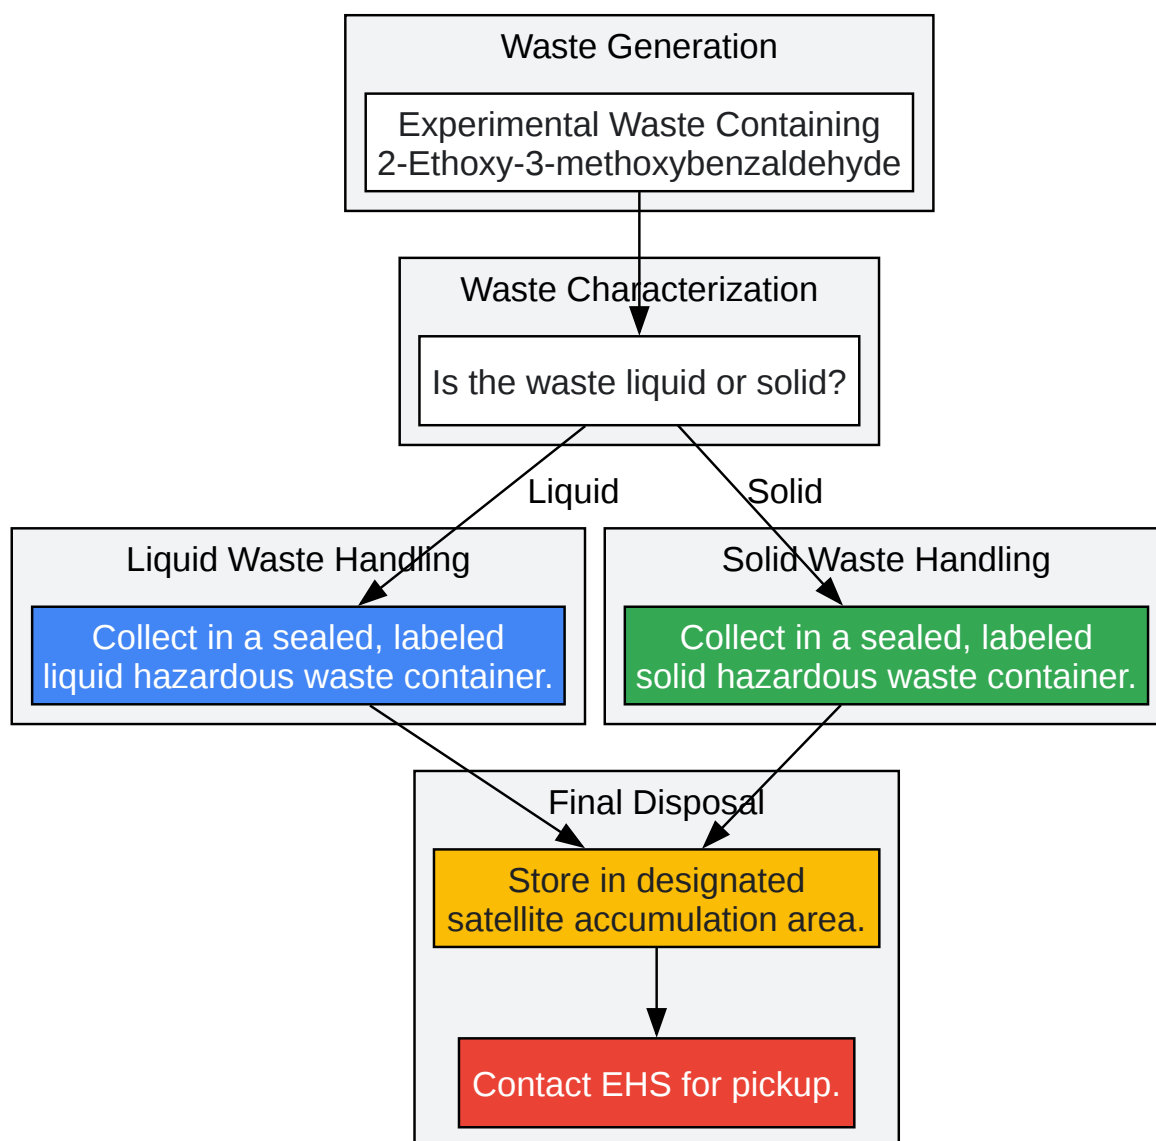 Waste Generation
Experimental Waste Containing
2-Ethoxy-3-methoxybenzaldehyde
Waste Characterization
Is the waste liquid or solid?
Liquid
Solid
Liquid Waste Handling
Collect in a sealed, labeled
liquid hazardous waste container.
Solid Waste Handling
Collect in a sealed, labeled
solid hazardous waste container.
Final Disposal
Store in designated
satellite accumulation area.
Contact EHS for pickup.